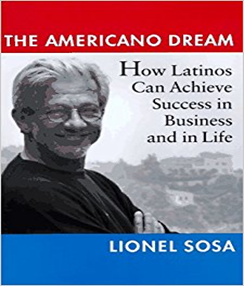 THE AMERICANO DREAM
How Latinos
Can Achieve
Success in
Business
and in Life
LIONEL SOSA